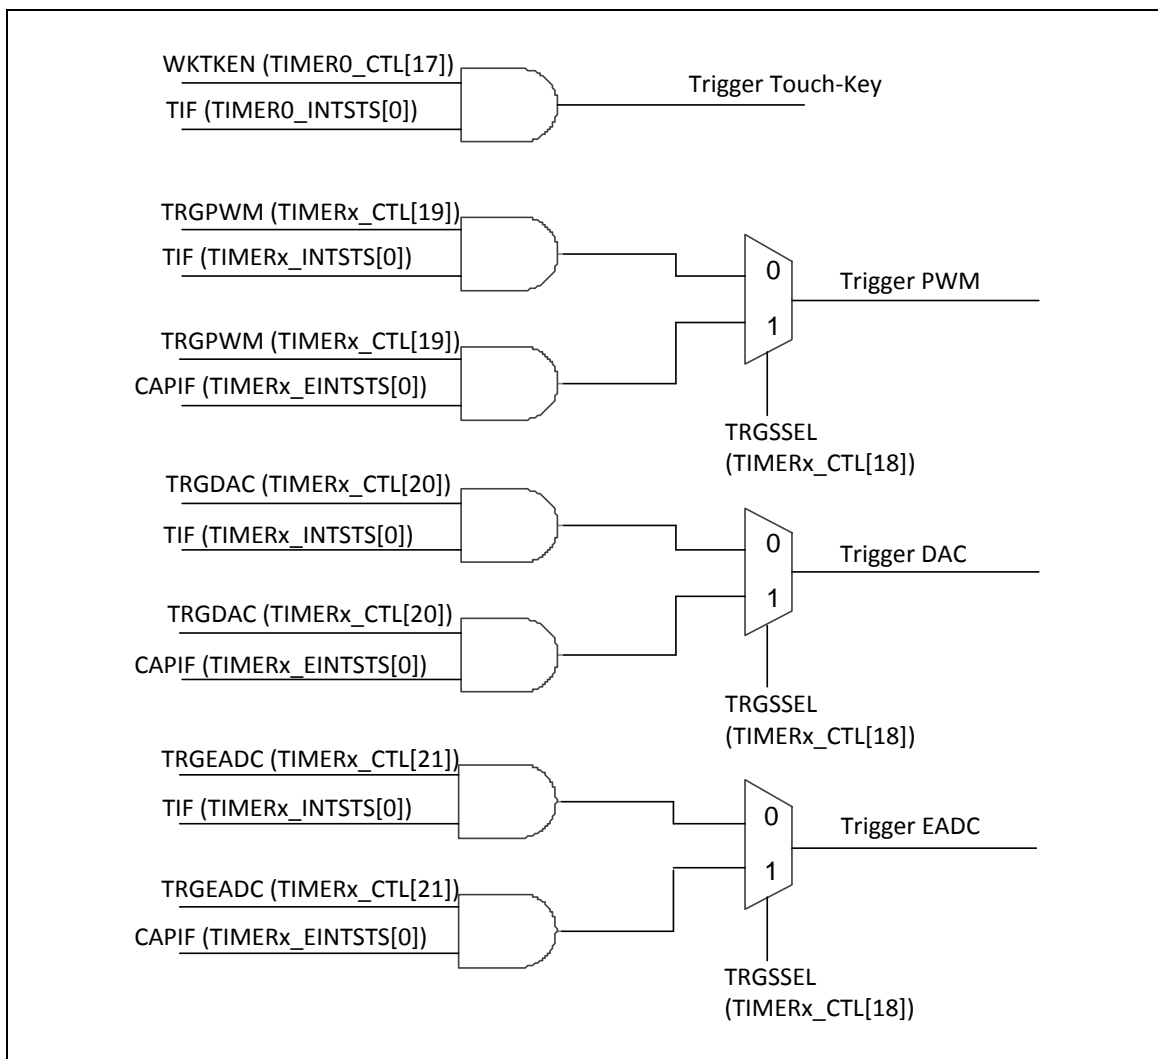 WKTKEN (TIMER0_CTL[17])
TIF (TIMER0_INTSTS[0])
Trigger Touch-Key
TRGPWM (TIMERx_CTL[19])
TIF (TIMERx_INTSTS[0])
TRGPWM (TIMERx_CTL[19])
CAPIF (TIMERx_EINTSTS[0])
0
1
Trigger PWM
TRGSSEL
(TIMERx_CTL[18])
TRGDAC (TIMERx_CTL[20])
TIF (TIMERx_INTSTS[0])
TRGDAC (TIMERx_CTL[20])
CAPIF (TIMERx_EINTSTS[0])
0
1
Trigger DAC
TRGSSEL
(TIMERx_CTL[18])
TRGEADC (TIMERx_CTL[21])
TIF (TIMERx_INTSTS[0])
TRGEADC (TIMERx_CTL[21])
CAPIF (TIMERx_EINTSTS[0])
0
1
Trigger EADC
TRGSSEL
(TIMERx_CTL[18])